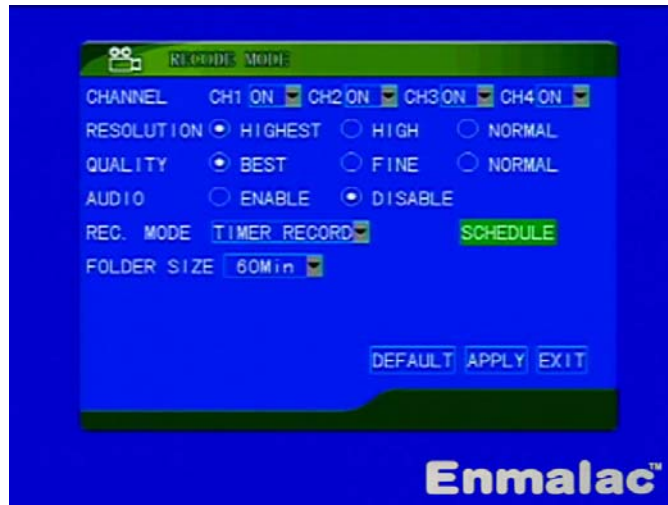 RECODE MODE
CHANNEL CH1 ON CH2 ON CH3 ON CH4 ON
RESOLUTION HIGHEST HIGH NORMAL
QUALITY BEST FINE NORMAL
AUDIO ENABLE DISABLE
REC. MODE TIMER RECORD SCHEDULE
FOLDER SIZE 60Min
DEFAULT APPLY EXIT
Enmalac™